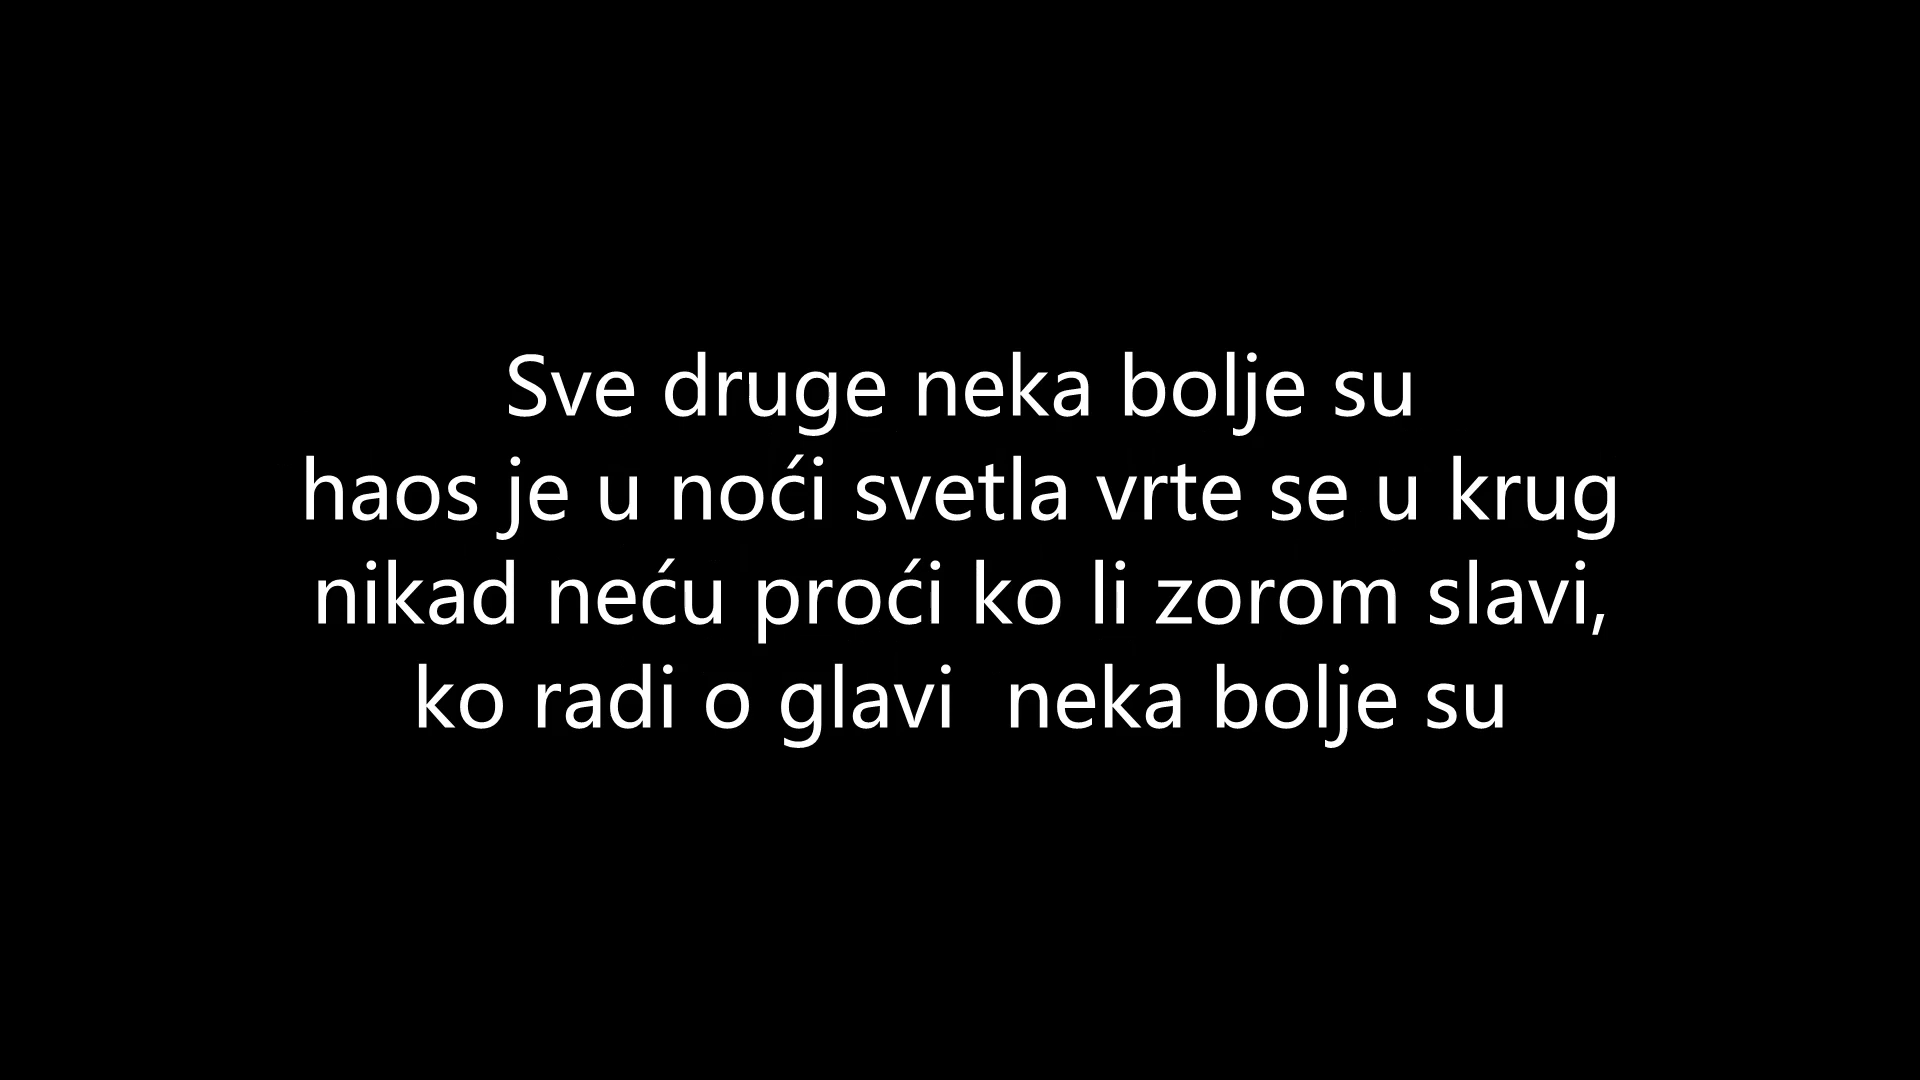 Sve druge neka bolje su
haos je u noći svetla vrte se u krug
nikad neću proći ko li zorom slavi,
ko radi o glavi  neka bolje su